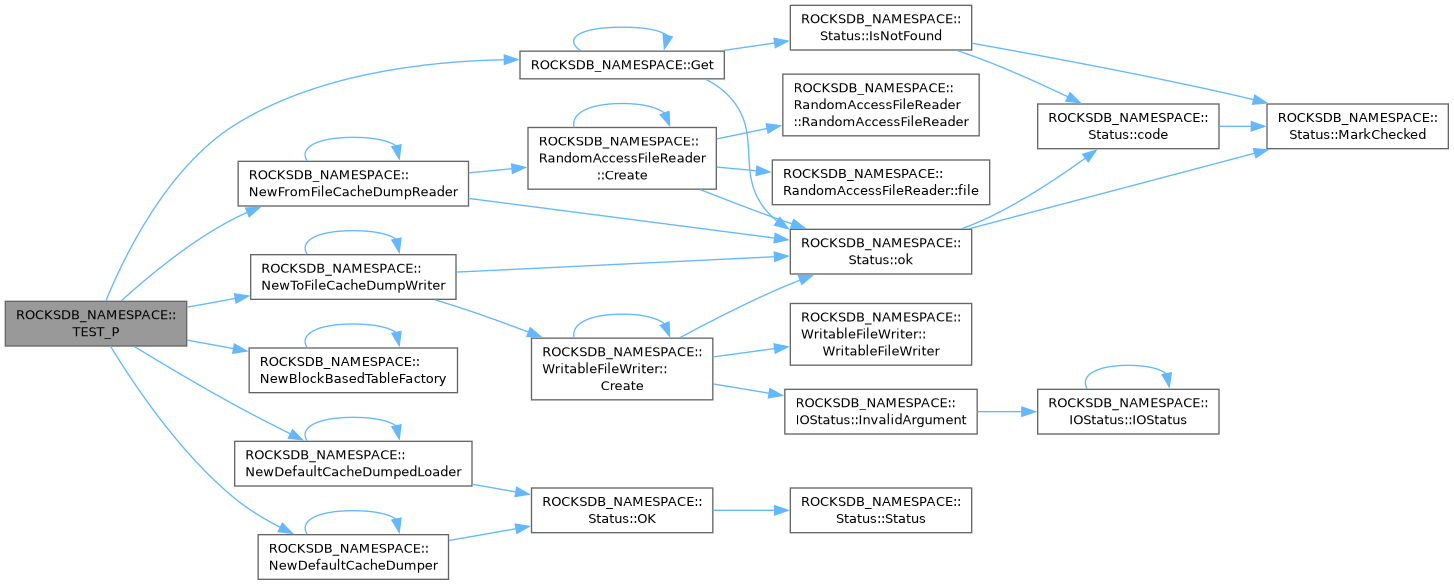 ROCKSDB_NAMESPACE::
TEST_P
ROCKSDB_NAMESPACE::Get
ROCKSDB_NAMESPACE::
Status::IsNotFound
ROCKSDB_NAMESPACE::
Status::code
ROCKSDB_NAMESPACE::
Status::MarkChecked
ROCKSDB_NAMESPACE::
Status::ok
ROCKSDB_NAMESPACE::
NewFromFileCacheDumpReader
ROCKSDB_NAMESPACE::
RandomAccessFileReader
::Create
ROCKSDB_NAMESPACE::
RandomAccessFileReader
::RandomAccessFileReader
ROCKSDB_NAMESPACE::
RandomAccessFileReader::file
ROCKSDB_NAMESPACE::
NewToFileCacheDumpWriter
ROCKSDB_NAMESPACE::
WritableFileWriter::
Create
ROCKSDB_NAMESPACE::
WritableFileWriter::
WritableFileWriter
ROCKSDB_NAMESPACE::
IOStatus::InvalidArgument
ROCKSDB_NAMESPACE::
IOStatus::IOStatus
ROCKSDB_NAMESPACE::
NewBlockBasedTableFactory
ROCKSDB_NAMESPACE::
NewDefaultCacheDumpedLoader
ROCKSDB_NAMESPACE::
Status::OK
ROCKSDB_NAMESPACE::
Status::Status
ROCKSDB_NAMESPACE::
NewDefaultCacheDumper